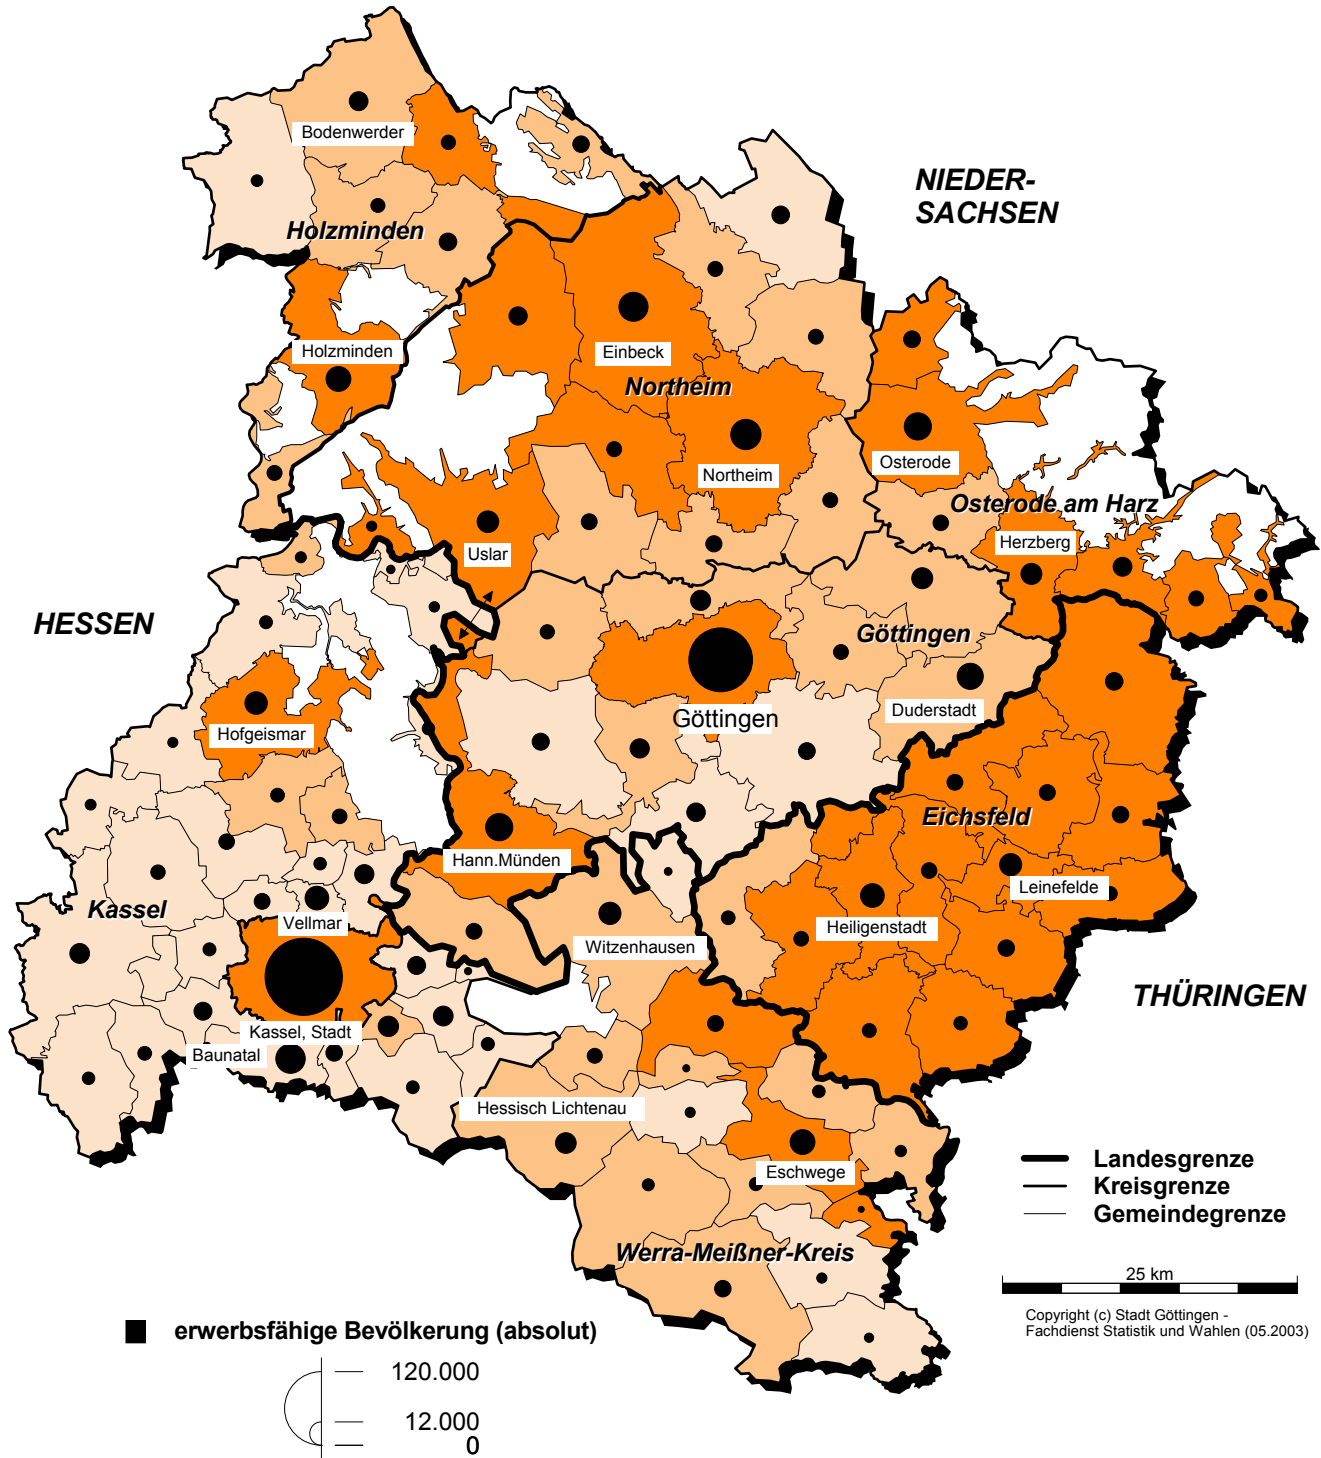 Bodenwerder
NIEDER-
SACHSEN
Holzminden
Holzminden
Einbeck
Northeim
Northeim
Osterode
Osterode am Harz
Herzberg
Uslar
HESSEN
Göttingen
Duderstadt
Göttingen
Hofgeismar
Eichsfeld
Hann.Münden
Leinefelde
Kassel
Vellmar
Heiligenstadt
Witzenhausen
THÜRINGEN
Kassel, Stadt
Baunatal
Hessisch Lichtenau
Eschwege
Landesgrenze
Kreisgrenze
Gemeindegrenze
Werra-Meißner-Kreis
25 km
Copyright (c) Stadt Göttingen -
Fachdienst Statistik und Wahlen (05.2003)
erwerbsfähige Bevölkerung (absolut)
120.000
12.000
0